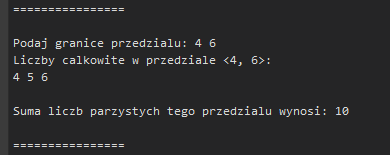 ================
Podaj granice przedzialu: 4 6
Liczby calkowite w przedziale <4, 6>:
4 5 6
Suma liczb parzystych tego przedzialu wynosi: 10
================